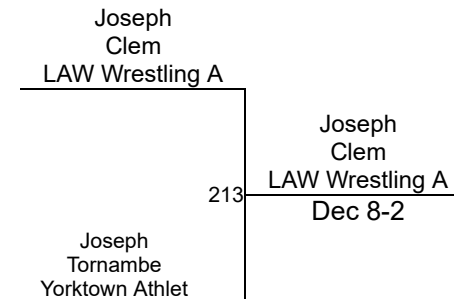 Joseph
Clem
LAW Wrestling A
Joseph
Clem
LAW Wrestling A
213
Dec 8-2
Joseph
Tornambe
Yorktown Athlet